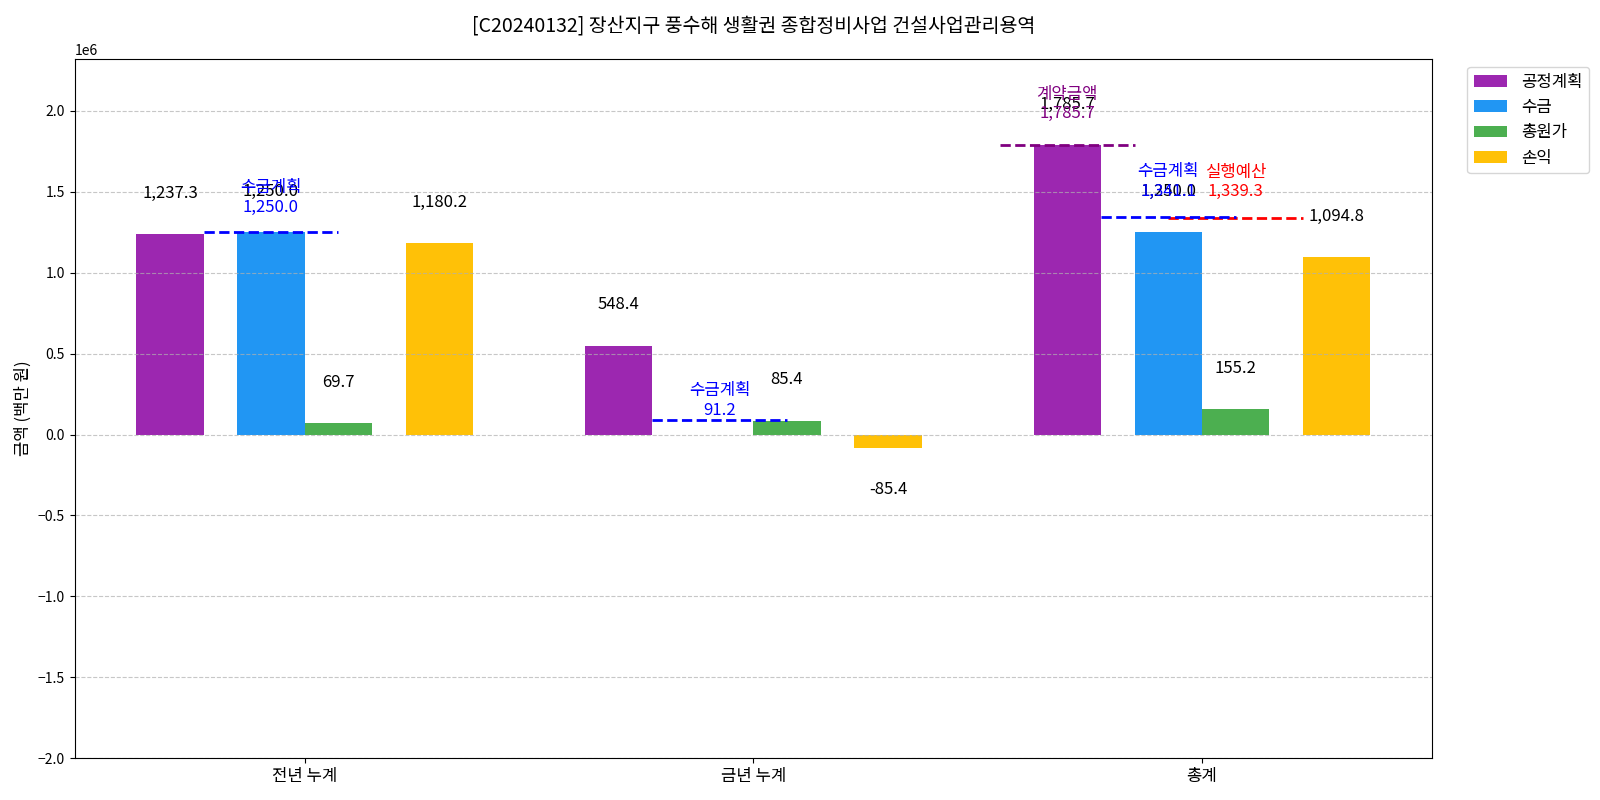 [C20240132] 장산지구 풍수해 생활권 종합정비사업 건설사업관리용역
1e6
금액 (백만 원)
2.0
1.5
1.0
0.5
0.0
−0.5
−1.0
−1.5
−2.0
1,237.3
수금계획
1,250.0
1,250.0
69.7
1,180.2
548.4
수금계획
91.2
85.4
-85.4
계약금액
1,785.7
1,785.7
수금계획
실행예산
1,339.3
155.2
1,094.8
전년 누계
금년 누계
총계
공정계획
수금
총원가
손익